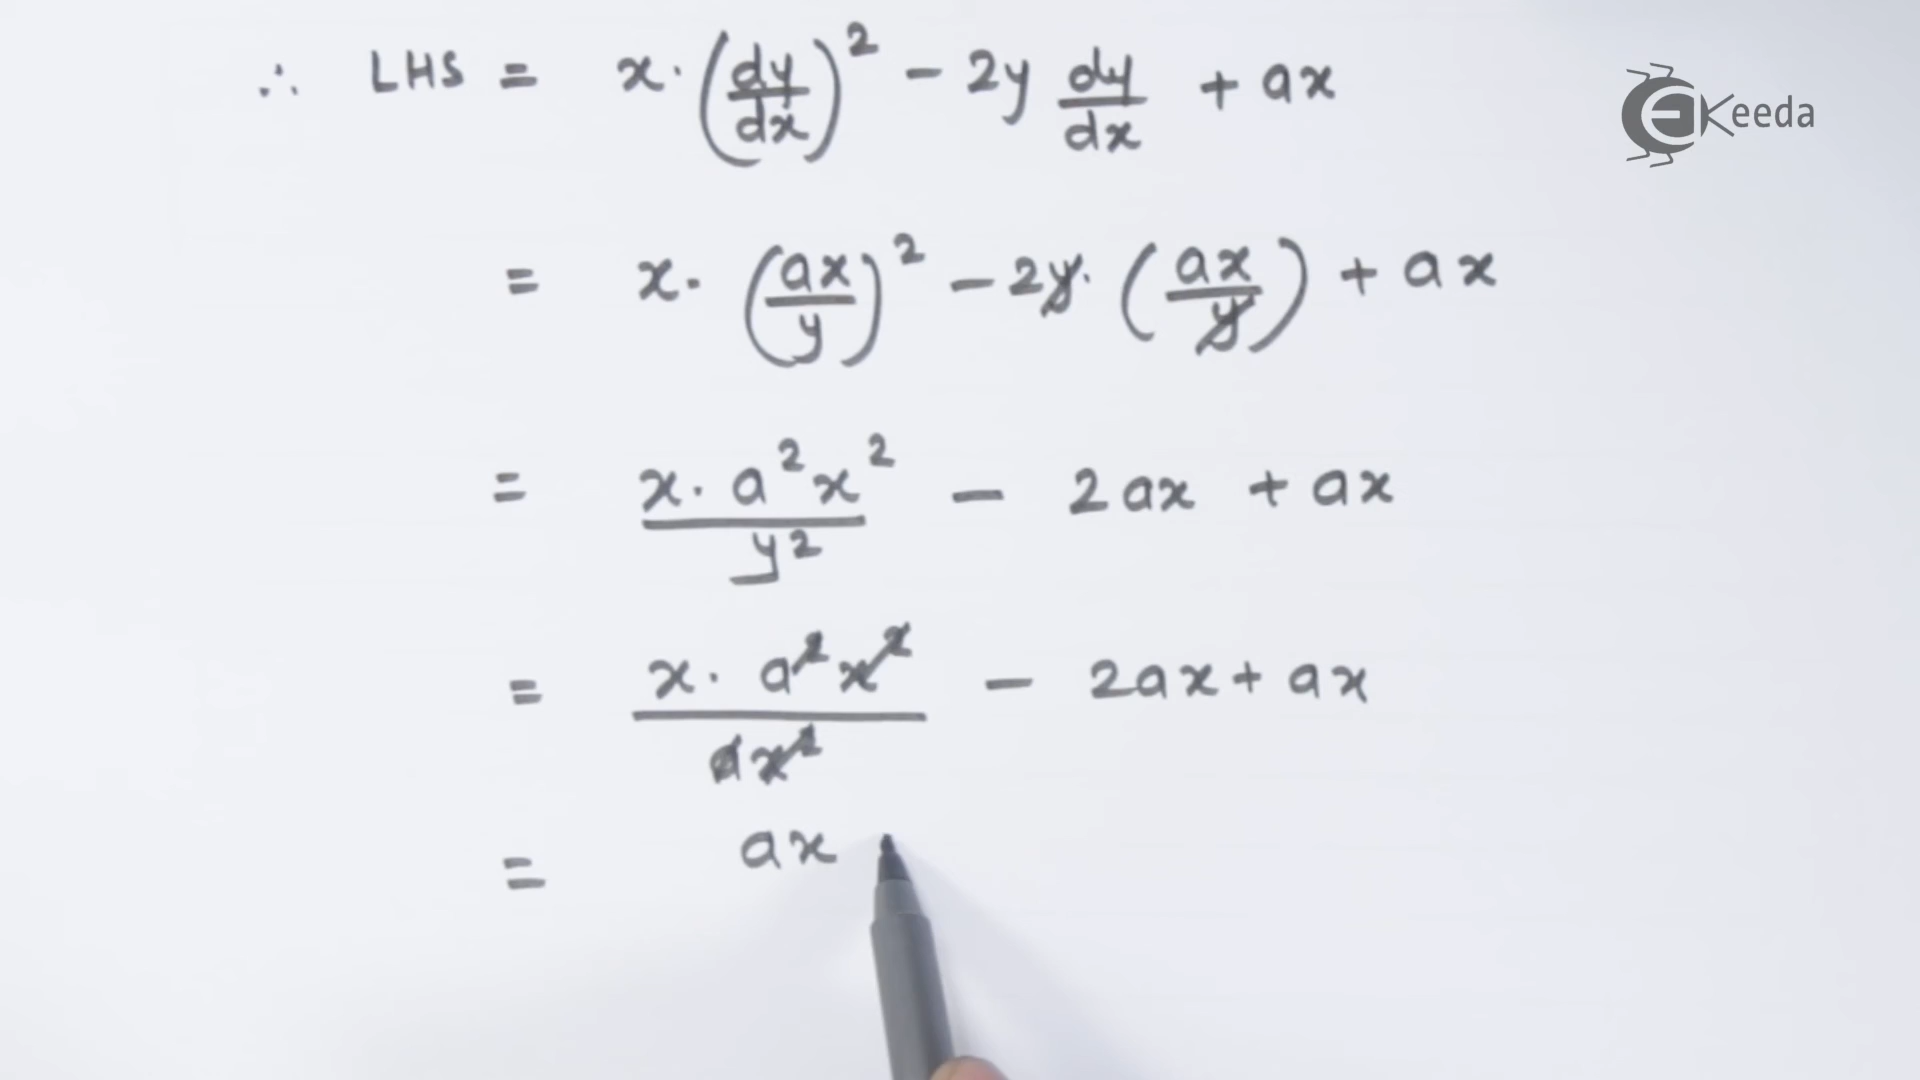 ∴ LHS = x · (dy/dx)² − 2y dy/dx + ax
= x · (ax/y)² − 2y · (ax/y) + ax
= x · a²x²/y² − 2ax + ax
= x · a²x²/ax² − 2ax + ax
= ax
EKeeda